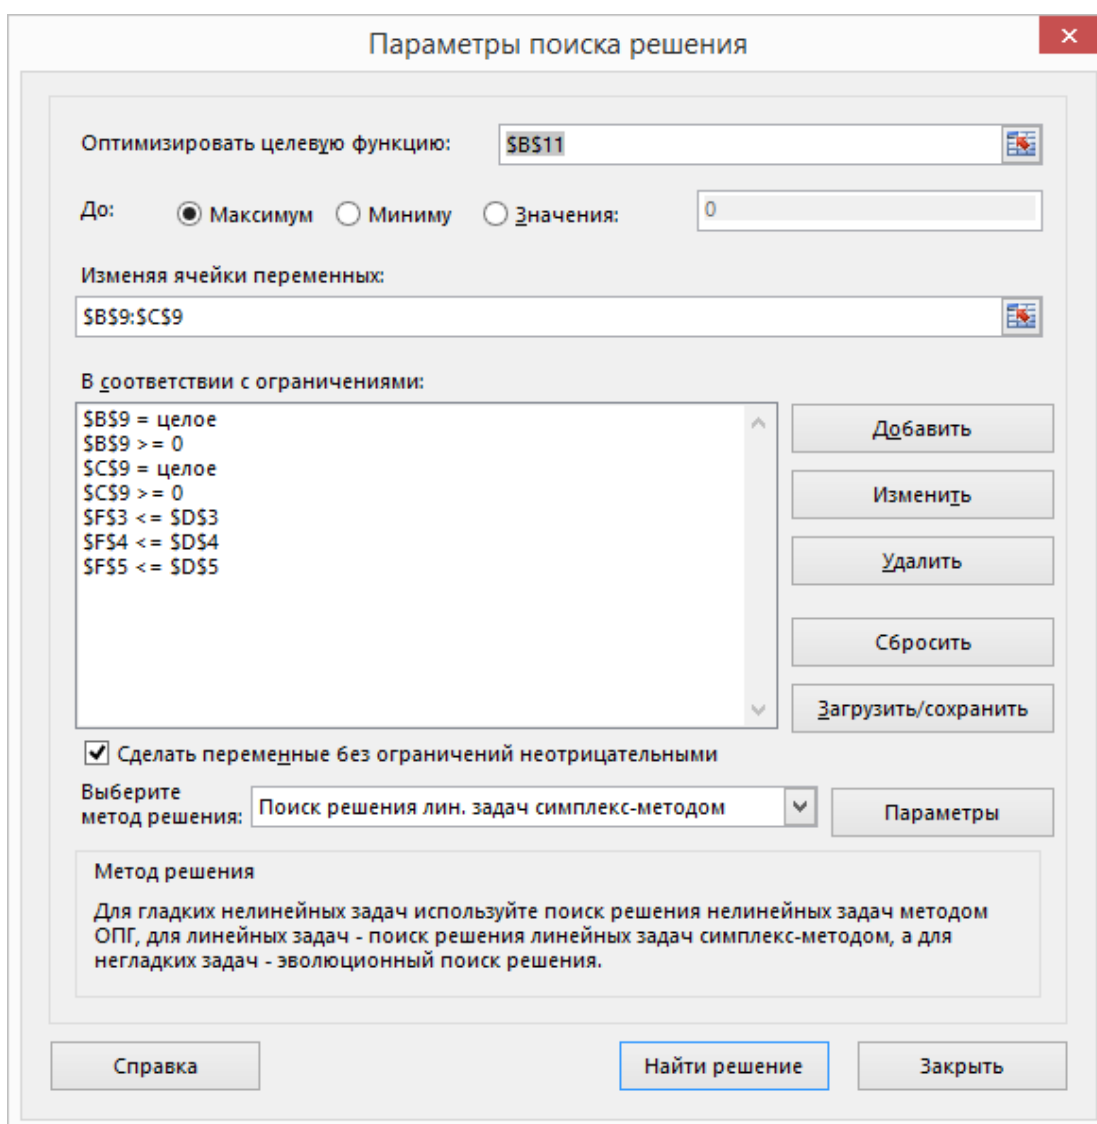 Параметры поиска решения
Оптимизировать целевую функцию: $B$11
До: Максимум Миниму Значения: 0
Изменяя ячейки переменных:
$B$9:$C$9
В соответствии с ограничениями:
$B$9 = целое
$B$9 >= 0
$C$9 = целое
$C$9 >= 0
$F$3 <= $D$3
$F$4 <= $D$4
$F$5 <= $D$5
Добавить
Изменить
Удалить
Сбросить
Загрузить/сохранить
Сделать переменные без ограничений неотрицательными
Выберите
метод решения: Поиск решения лин. задач симплекс-методом Параметры
Метод решения
Для гладких нелинейных задач используйте поиск решения нелинейных задач методом
ОПГ, для линейных задач - поиск решения линейных задач симплекс-методом, а для
негладких задач - эволюционный поиск решения.
Справка Найти решение Закрыть